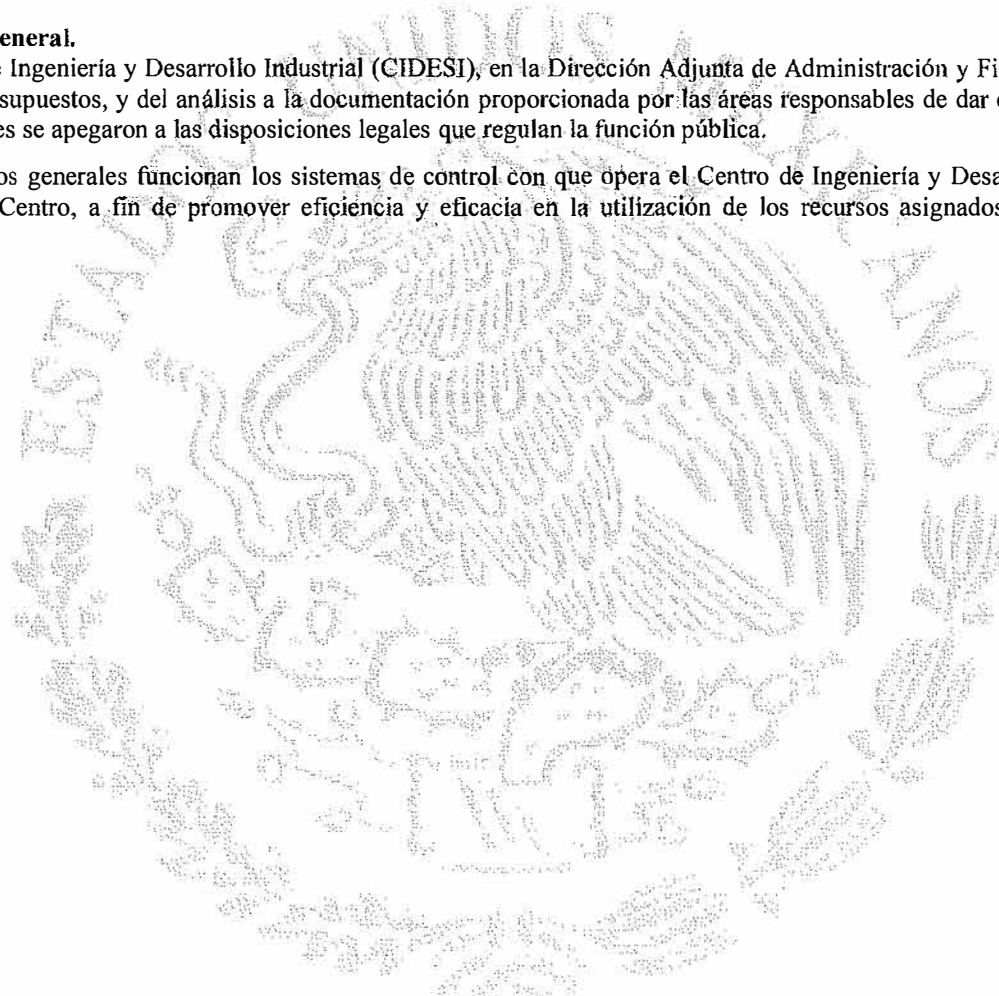 eneral.
e Ingeniería y Desarrollo Industrial (CIDESI), en la Dirección Adjunta de Administración y Fi
supuestos, y del análisis a la documentación proporcionada por las áreas responsables de dar
es se apegaron a las disposiciones legales que regulan la función pública.
os generales funcionan los sistemas de control con que opera el Centro de Ingeniería y Desa
Centro, a fin de promover eficiencia y eficacia en la utilización de los recursos asignados
ESTADOS UNIDOS MEXICANOS